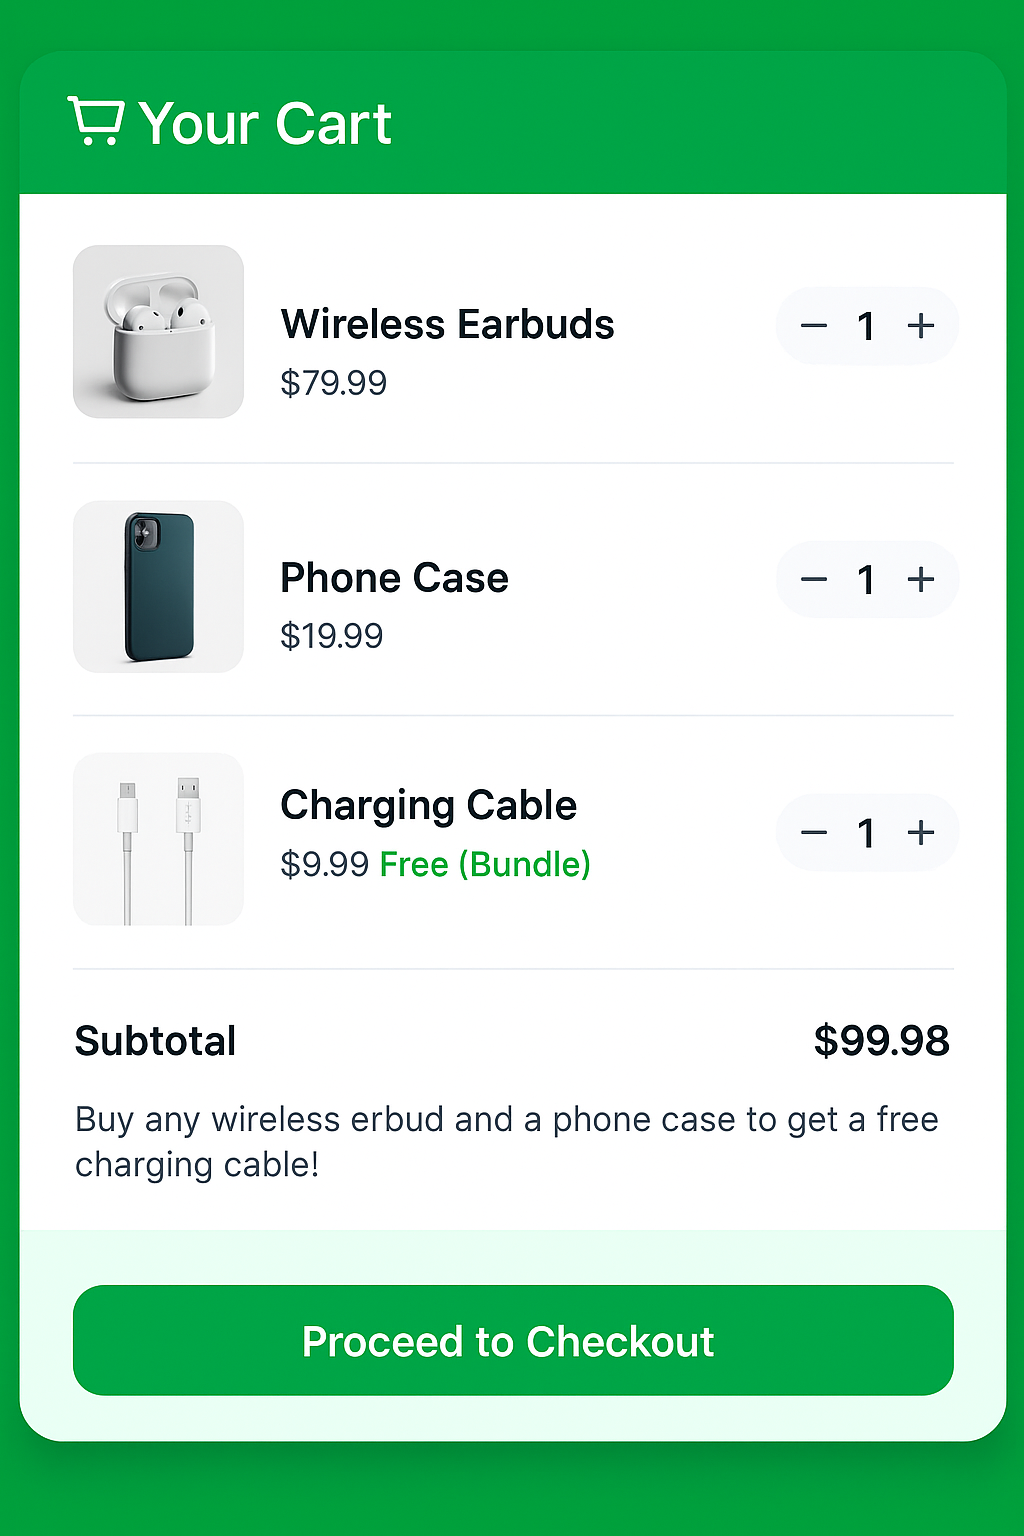 Your Cart
Wireless Earbuds
$79.99
− 1 +
Phone Case
$19.99
− 1 +
Charging Cable
$9.99 Free (Bundle)
− 1 +
Subtotal $99.98
Buy any wireless erbud and a phone case to get a free
charging cable!
Proceed to Checkout